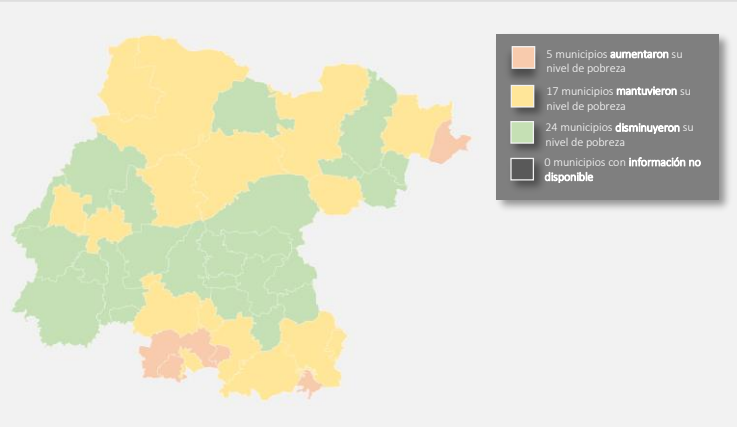 5 municipios aumentaron su
nivel de pobreza
17 municipios mantuvieron su
nivel de pobreza
24 municipios disminuyeron su
nivel de pobreza
0 municipios con información no
disponible